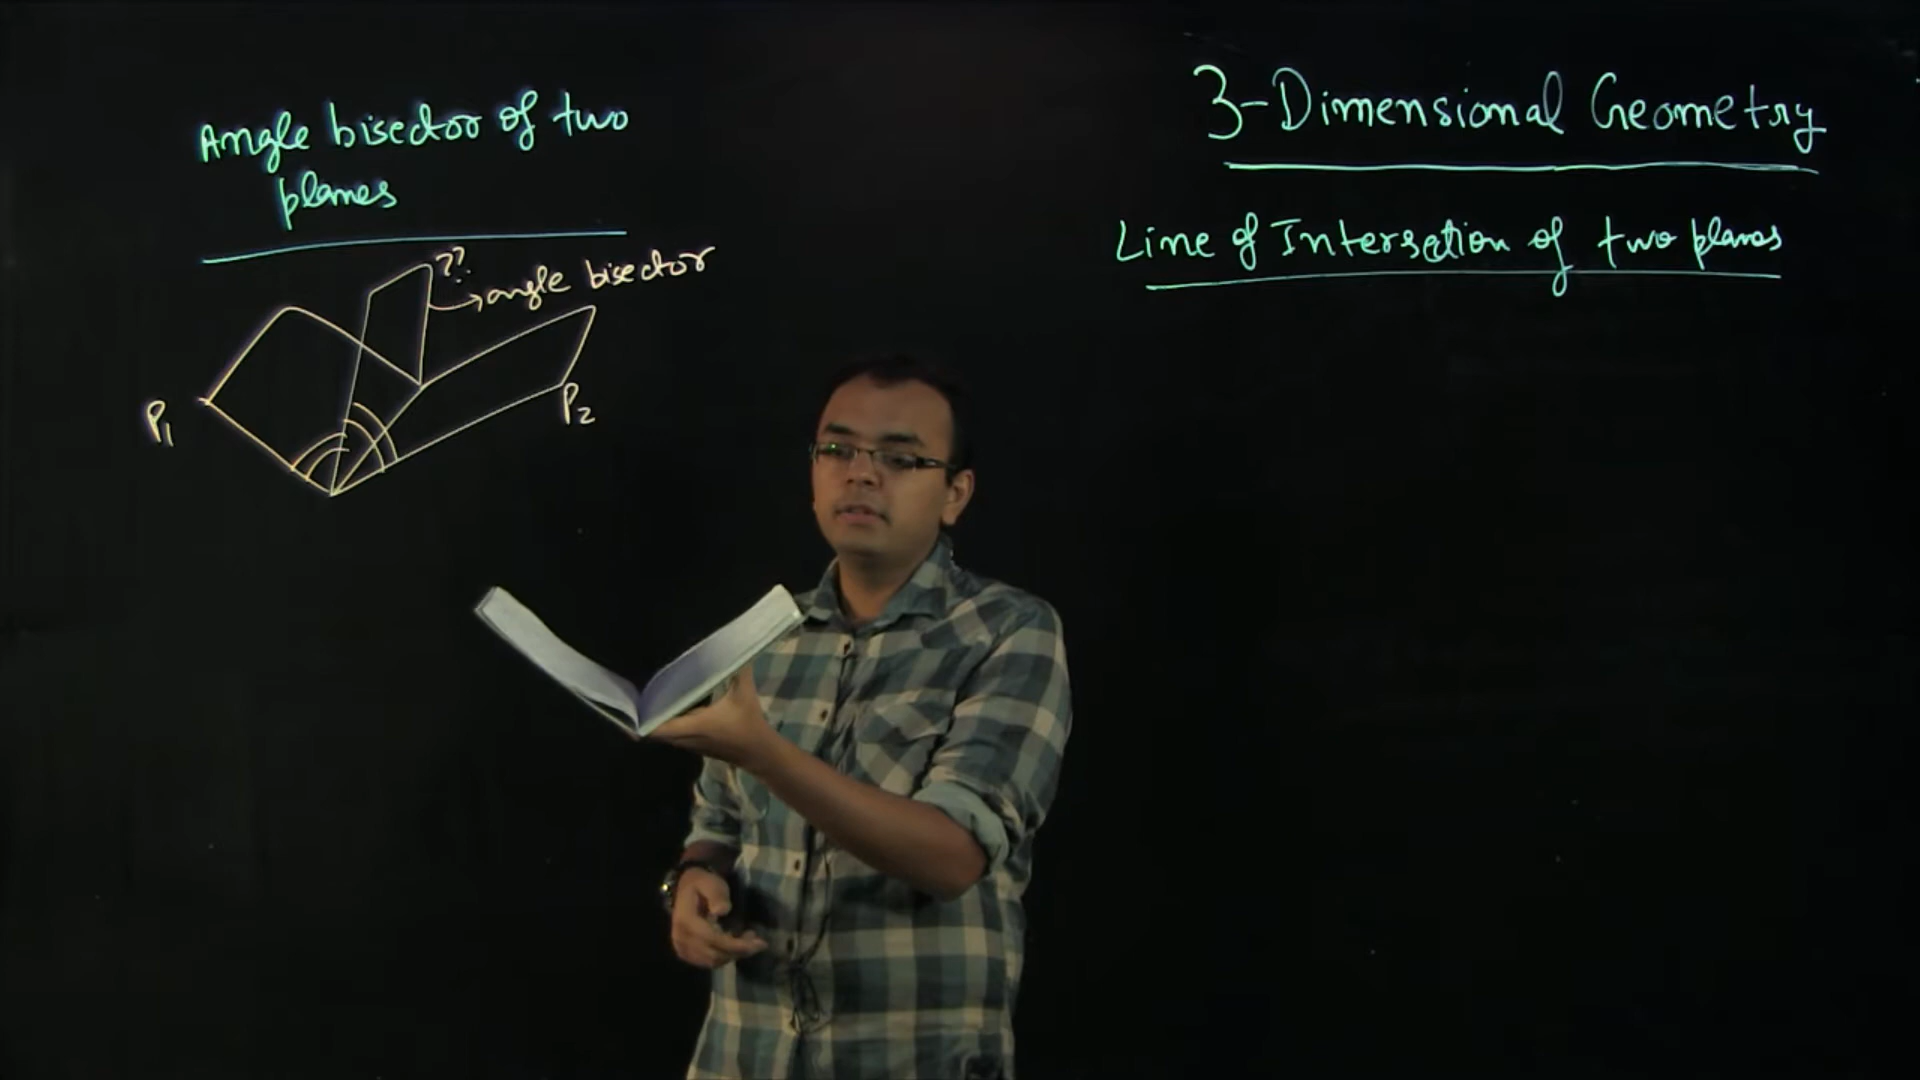 Angle bisector of two
planes
??
angle bisector
P1
P2
3-Dimensional Geometry
Line of Intersection of two planes